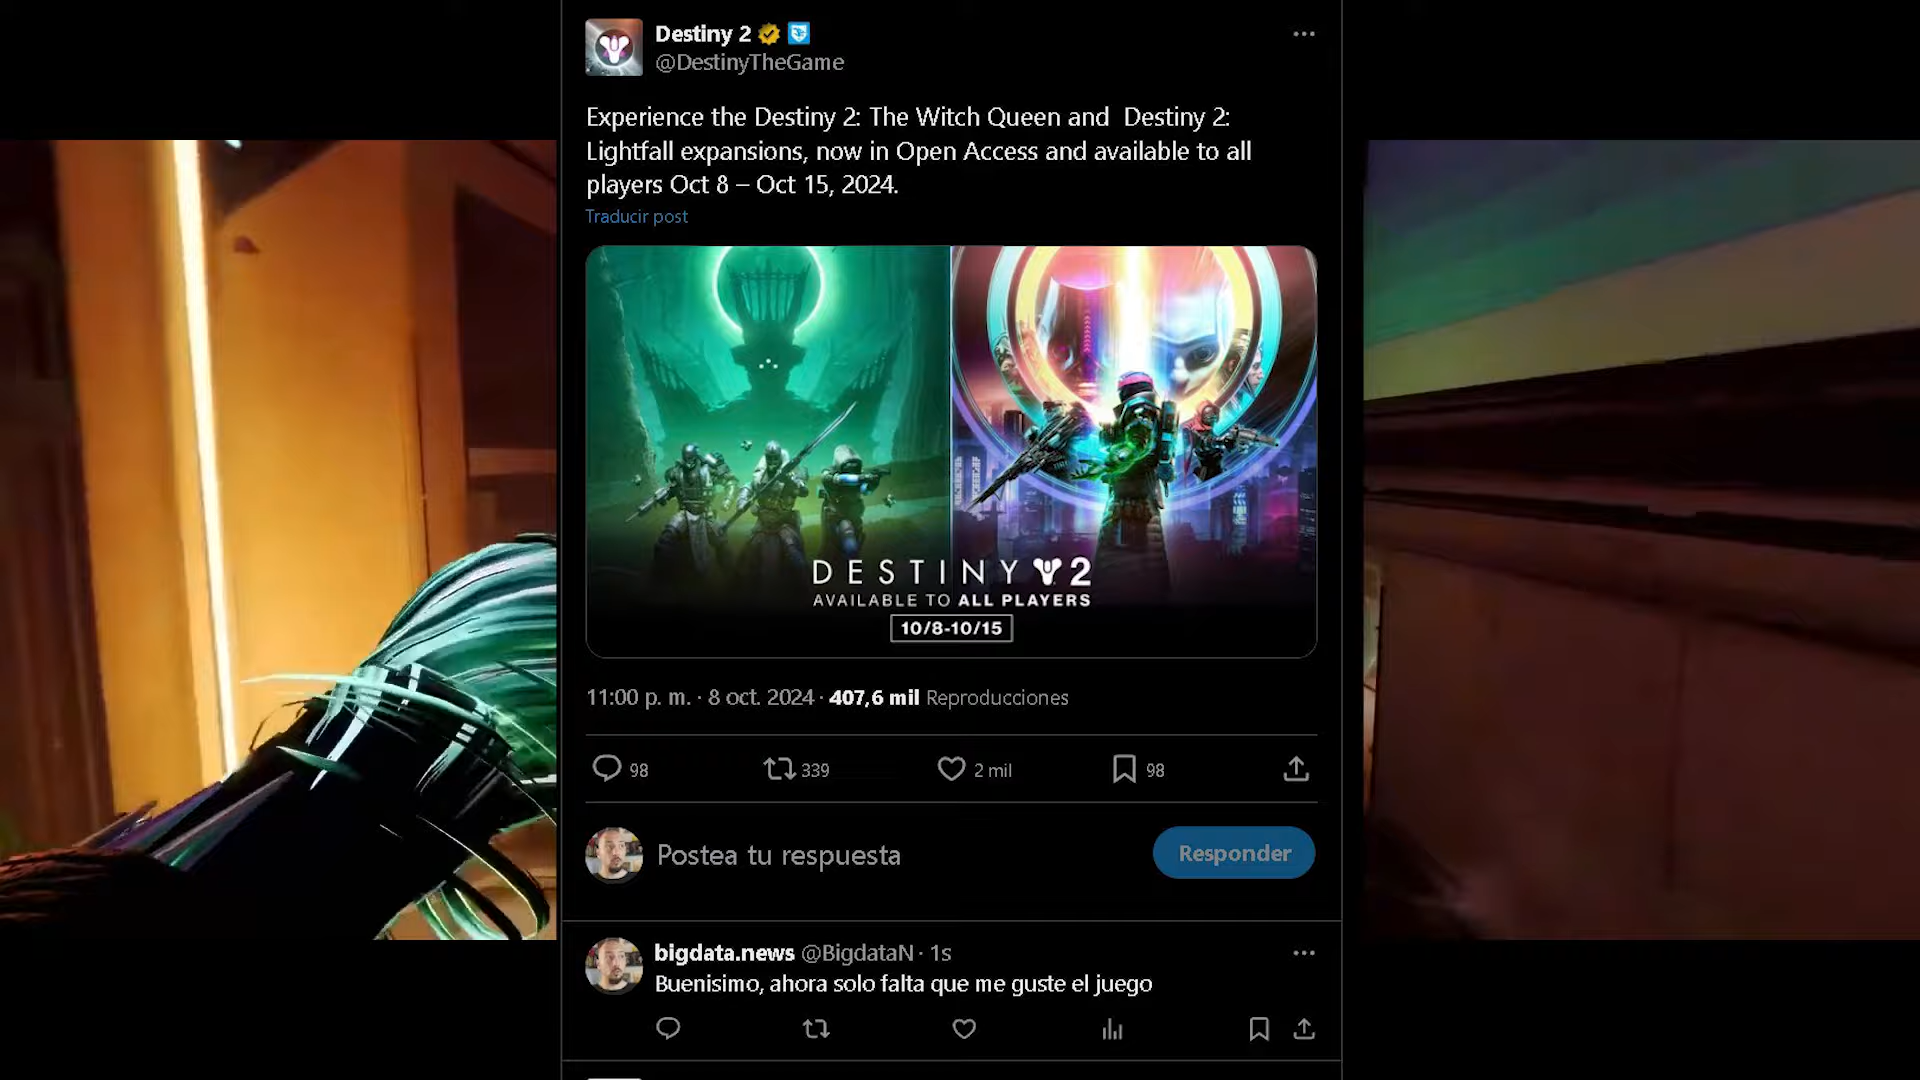 Destiny 2
@DestinyTheGame
Experience the Destiny 2: The Witch Queen and Destiny 2:
Lightfall expansions, now in Open Access and available to all
players Oct 8 – Oct 15, 2024.
Traducir post
DESTINY 2
AVAILABLE TO ALL PLAYERS
10/8-10/15
11:00 p. m. · 8 oct. 2024 · 407,6 mil Reproducciones
98 339 2 mil 98
Postea tu respuesta Responder
bigdata.news @BigdataN · 1s
Buenisimo, ahora solo falta que me guste el juego